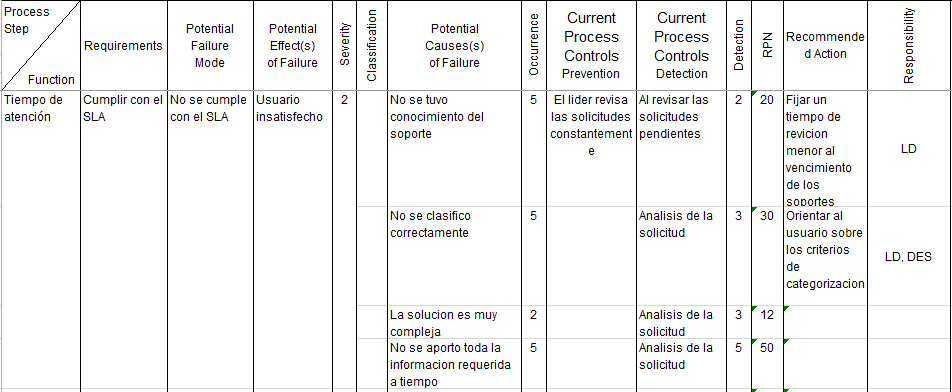 Process
Step
Function
Requirements
Potential
Failure
Mode
Potential
Effect(s)
of Failure
Severity
Classification
Potential
Causes(s)
of Failure
Occurrence
Current
Process
Controls
Prevention
Current
Process
Controls
Detection
Detection
RPN
Recommende
d Action
Responsibility
Tiempo de
atención
Cumplir con el
SLA
No se cumple
con el SLA
Usuario
insatisfecho
2
No se tuvo
conocimiento del
soporte
5
El lider revisa
las solicitudes
constantement
e
Al revisar las
solicitudes
pendientes
2
20
Fijar un
tiempo de
revicion
menor al
vencimiento
de los
soportes
LD
No se clasifico
correctamente
5
Analisis de la
solicitud
3
30
Orientar al
usuario sobre
los criterios
de
categorizacion
LD, DES
La solucion es muy
compleja
2
Analisis de la
solicitud
3
12
No se aporto toda la
informacion requerida
a tiempo
5
Analisis de la
solicitud
5
50